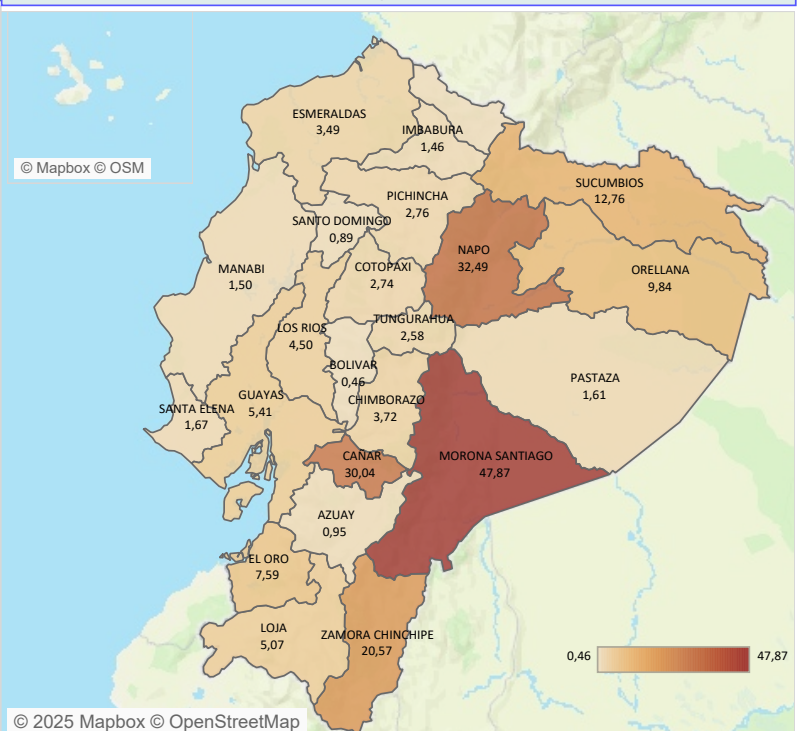 ESMERALDAS
3,49
IMBABURA
1,46
© Mapbox © OSM
SUCUMBIOS
12,76
PICHINCHA
2,76
SANTO DOMINGO
0,89
NAPO
32,49
MANABI
1,50
COTOPAXI
2,74
ORELLANA
9,84
TUNGURAHUA
2,58
LOS RIOS
4,50
BOLIVAR
0,46
PASTAZA
1,61
GUAYAS
5,41
CHIMBORAZO
3,72
SANTA ELENA
1,67
CAÑAR
30,04
MORONA SANTIAGO
47,87
AZUAY
0,95
EL ORO
7,59
LOJA
5,07
ZAMORA CHINCHIPE
20,57
0,46 47,87
© 2025 Mapbox © OpenStreetMap